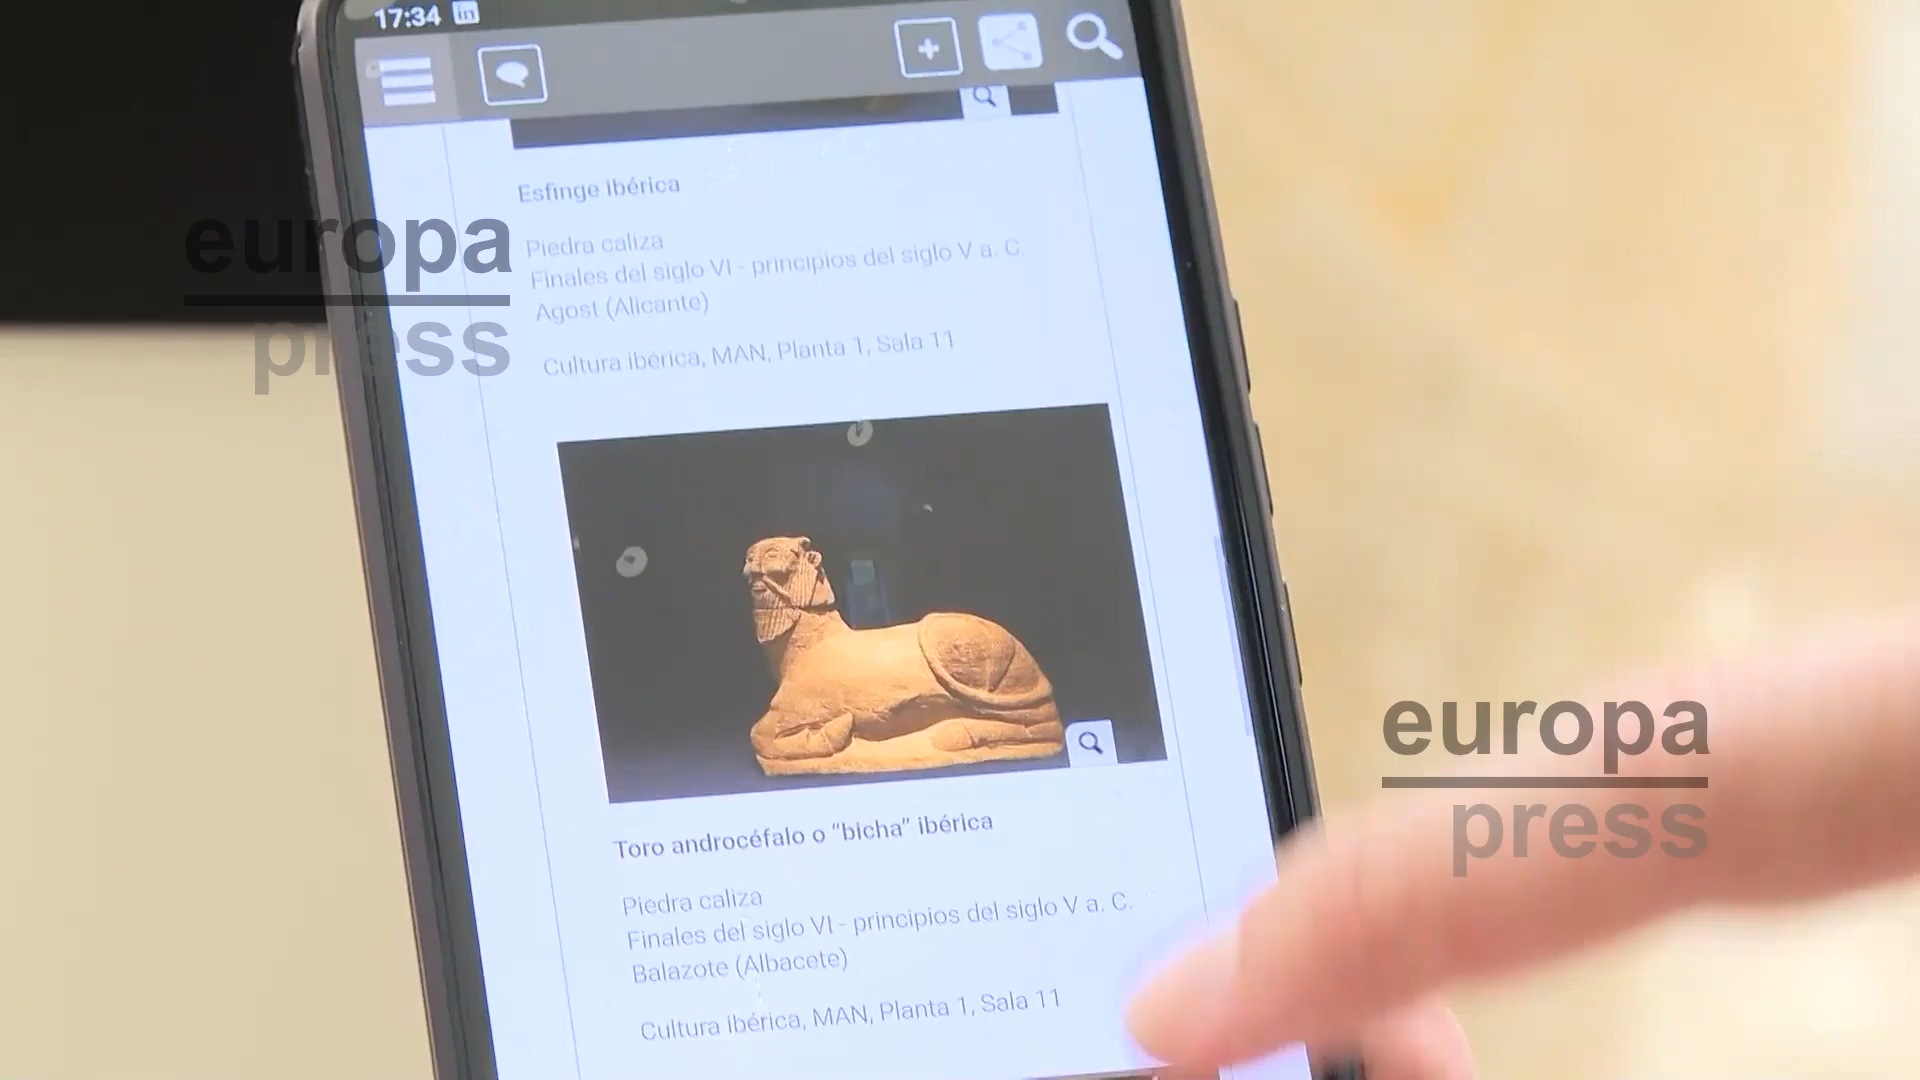 17:34 in
Esfinge ibérica
Piedra caliza
Finales del siglo VI - principios del siglo V a. C.
Agost (Alicante)
Cultura ibérica, MAN, Planta 1, Sala 11
Toro androcéfalo o “bicha” ibérica
Piedra caliza
Finales del siglo VI - principios del siglo V a. C.
Balazote (Albacete)
Cultura ibérica, MAN, Planta 1, Sala 11
europa
press
europa
press